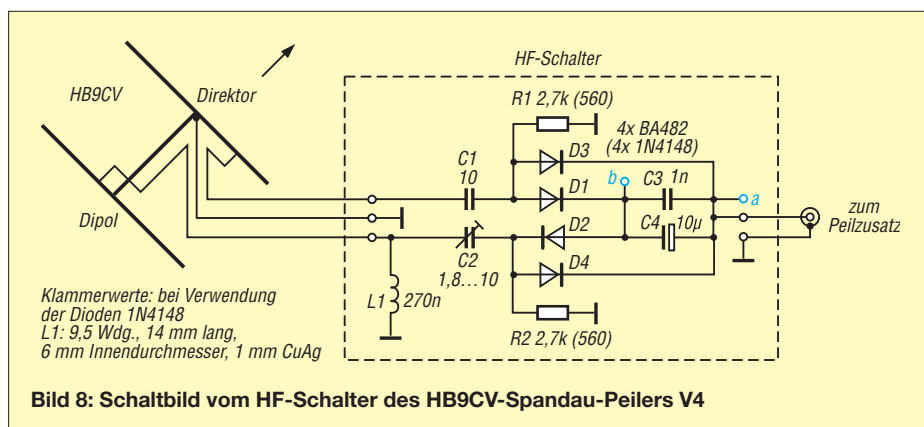 HF-Schalter
HB9CV
Direktor
R1 2,7k (560)
4x BA482
(4x 1N4148)
D3
C1
10
b
C3 1n
D1
a
D2
zum
Peilzusatz
Dipol
C4
10µ
C2
1,8...10
D4
Klammerwerte: bei Verwendung
der Dioden 1N4148
L1: 9,5 Wdg., 14 mm lang,
6 mm Innendurchmesser, 1 mm CuAg
L1
270n
R2 2,7k (560)
Bild 8: Schaltbild vom HF-Schalter des HB9CV-Spandau-Peilers V4